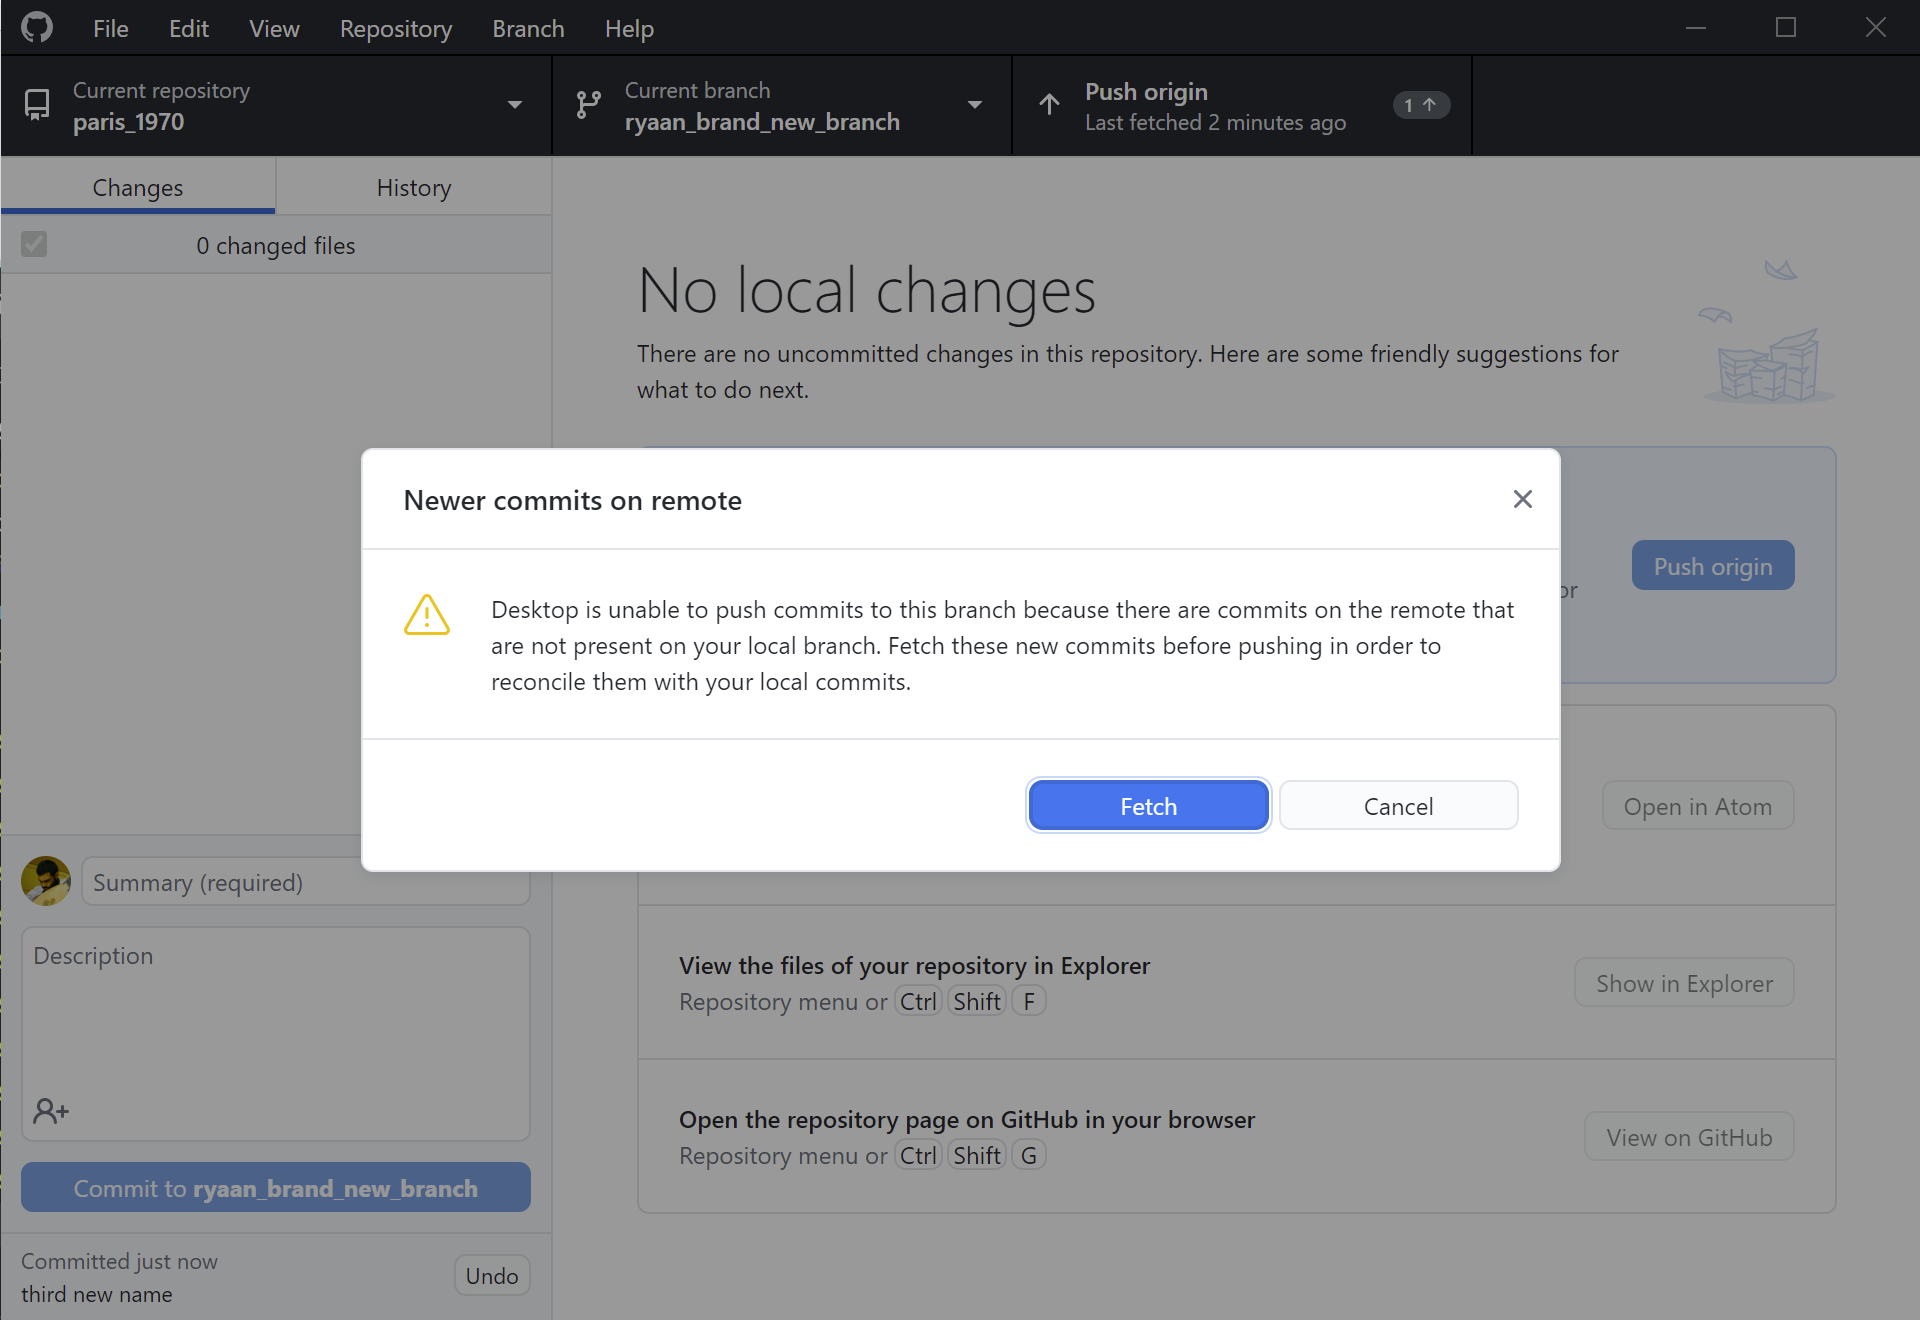 File Edit View Repository Branch Help
Current repository
paris_1970
Current branch
ryaan_brand_new_branch
Push origin
Last fetched 2 minutes ago
1
Changes
History
0 changed files
No local changes
There are no uncommitted changes in this repository. Here are some friendly suggestions for
what to do next.
Newer commits on remote
Desktop is unable to push commits to this branch because there are commits on the remote that
are not present on your local branch. Fetch these new commits before pushing in order to
reconcile them with your local commits.
Fetch
Cancel
or
Push origin
Open in Atom
View the files of your repository in Explorer
Repository menu or Ctrl Shift F
Show in Explorer
Open the repository page on GitHub in your browser
Repository menu or Ctrl Shift G
View on GitHub
Summary (required)
Description
Commit to ryaan_brand_new_branch
Committed just now
third new name
Undo